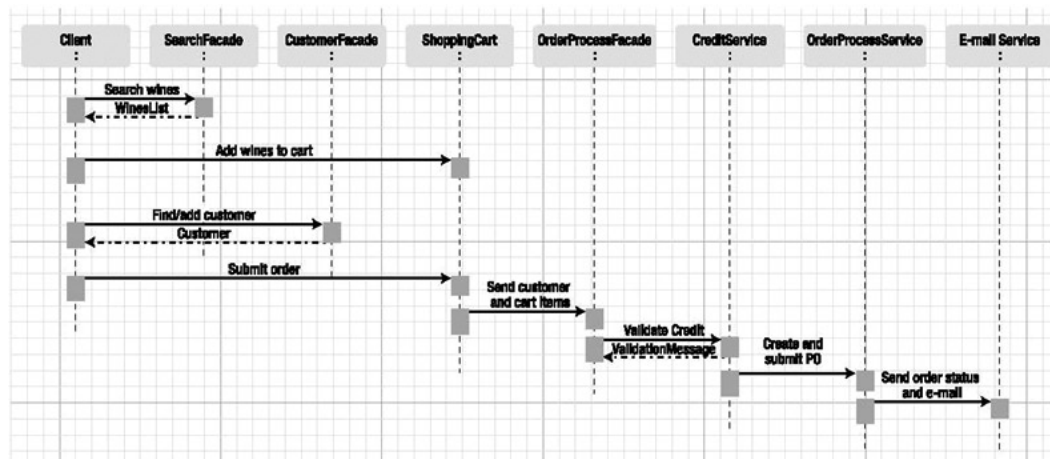 Client
SearchFacade
CustomerFacade
ShoppingCart
OrderProcessFacade
CreditService
OrderProcessService
E-mail Service
Search wines
WinesList
Add wines to cart
Find/add customer
Customer
Submit order
Send customer
and cart items
Validate Credit
ValidationMessage
Create and
submit PO
Send order status
and e-mail